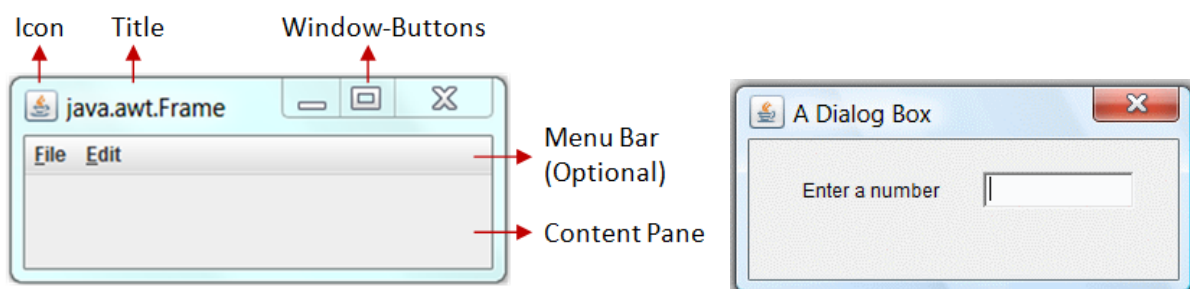 Icon Title Window-Buttons
java.awt.Frame
File Edit
Menu Bar
(Optional)
Content Pane
A Dialog Box
Enter a number